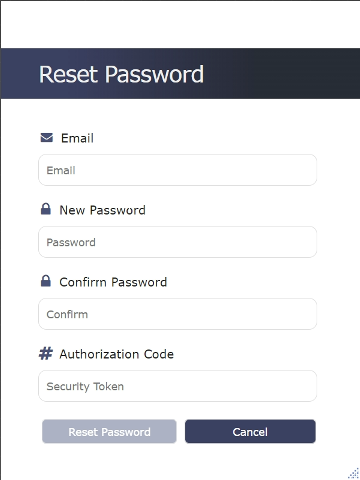 Reset Password
Email
Email
New Password
Password
Confirm Password
Confirm
# Authorization Code
Security Token
Reset Password Cancel